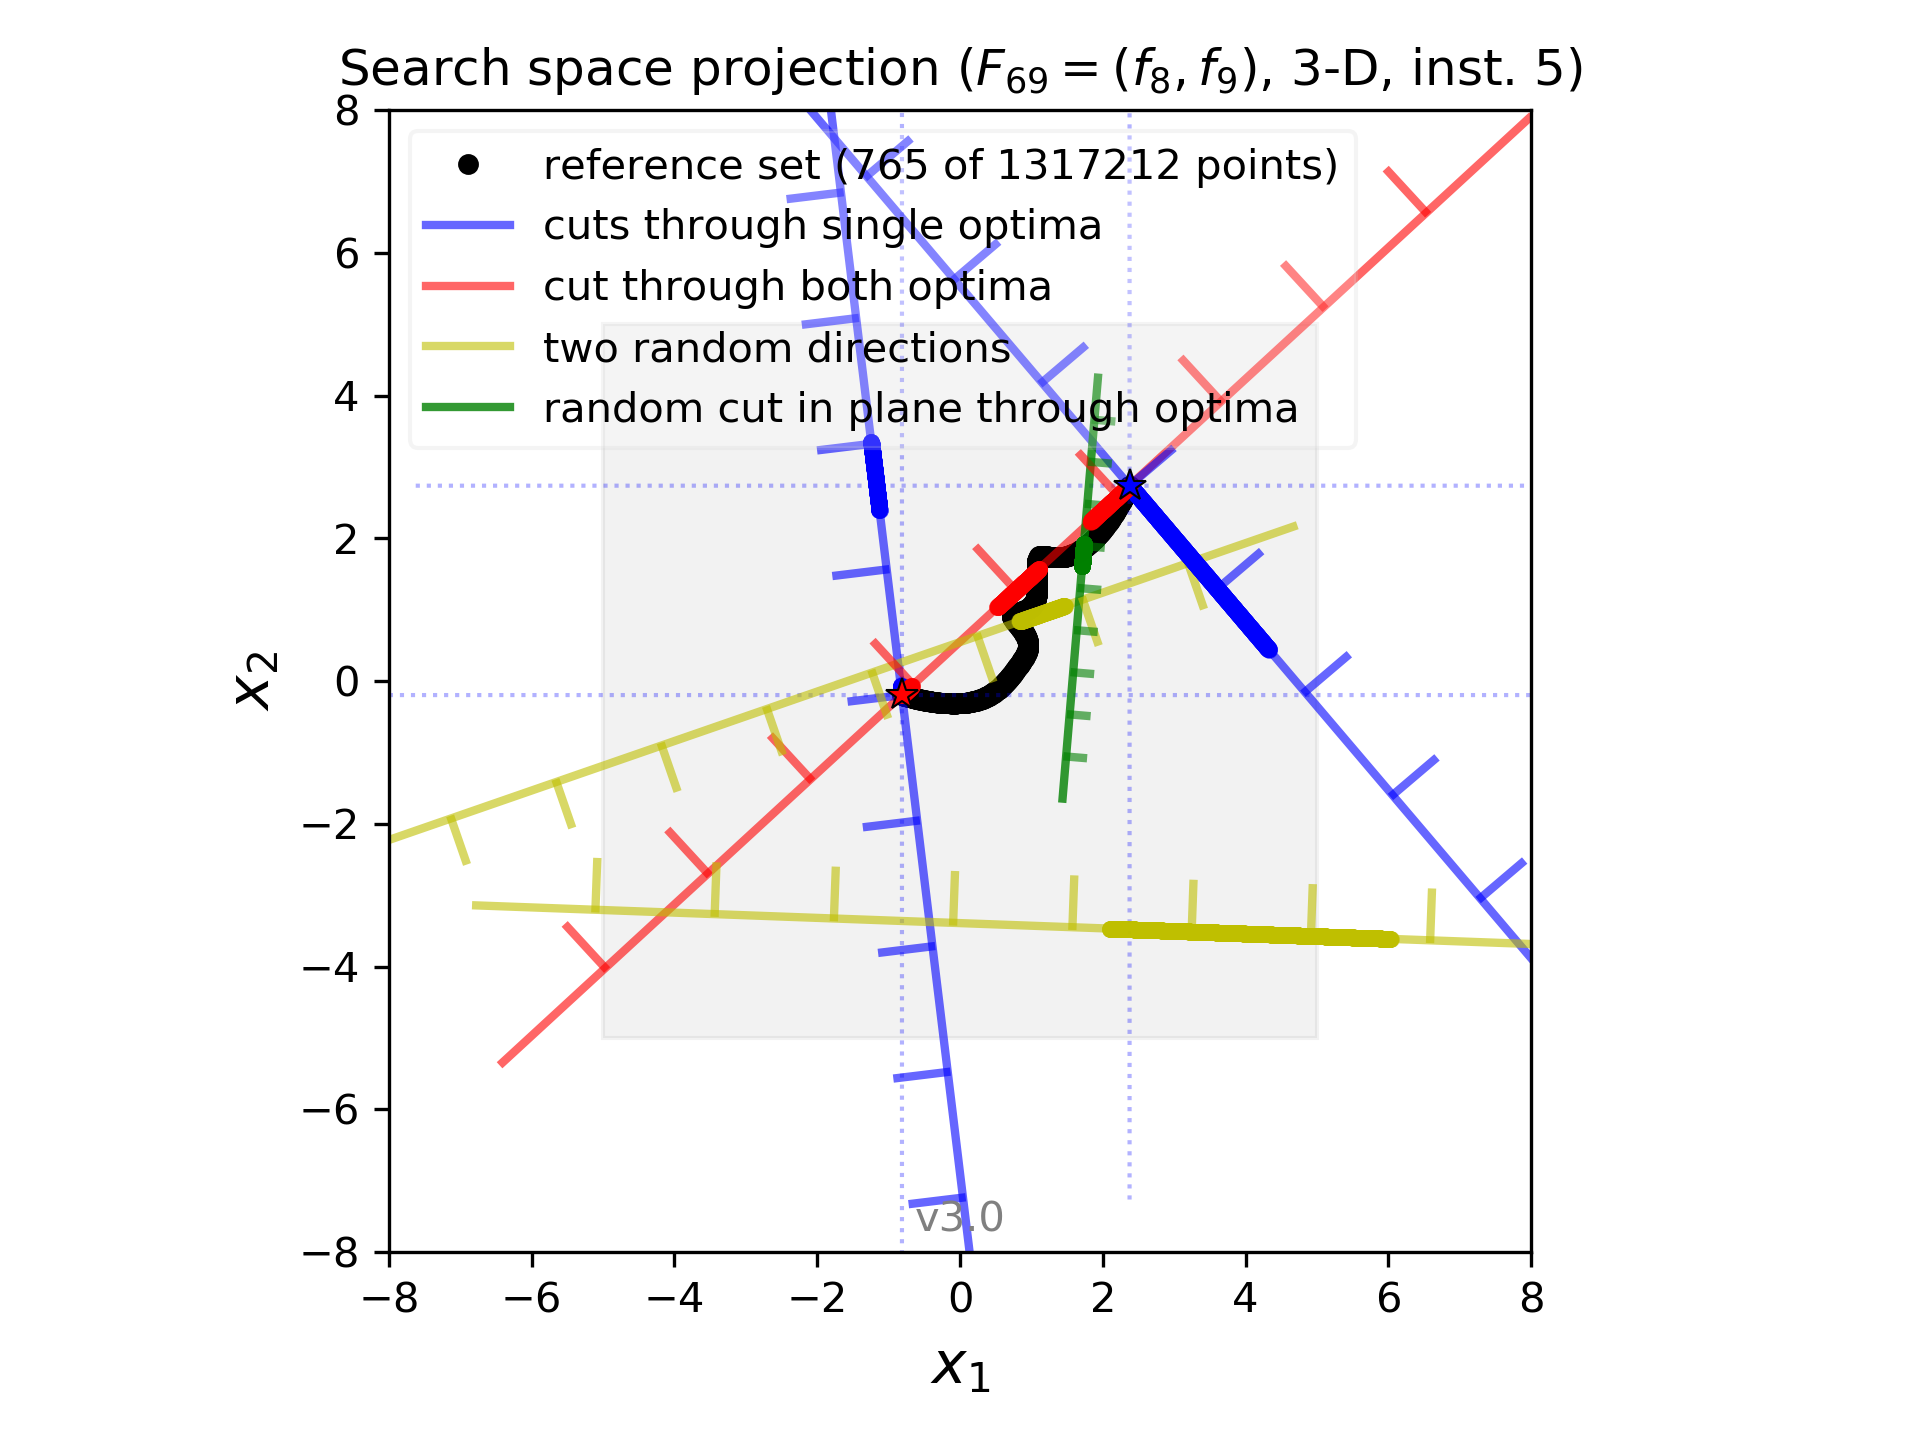 Search space projection (F69 = (f8, f9), 3-D, inst. 5)
reference set (765 of 1317212 points)
cuts through single optima
cut through both optima
two random directions
random cut in plane through optima
8
6
4
2
0
−2
−4
−6
−8
x2
v3.0
−8 −6 −4 −2 0 2 4 6 8
x1